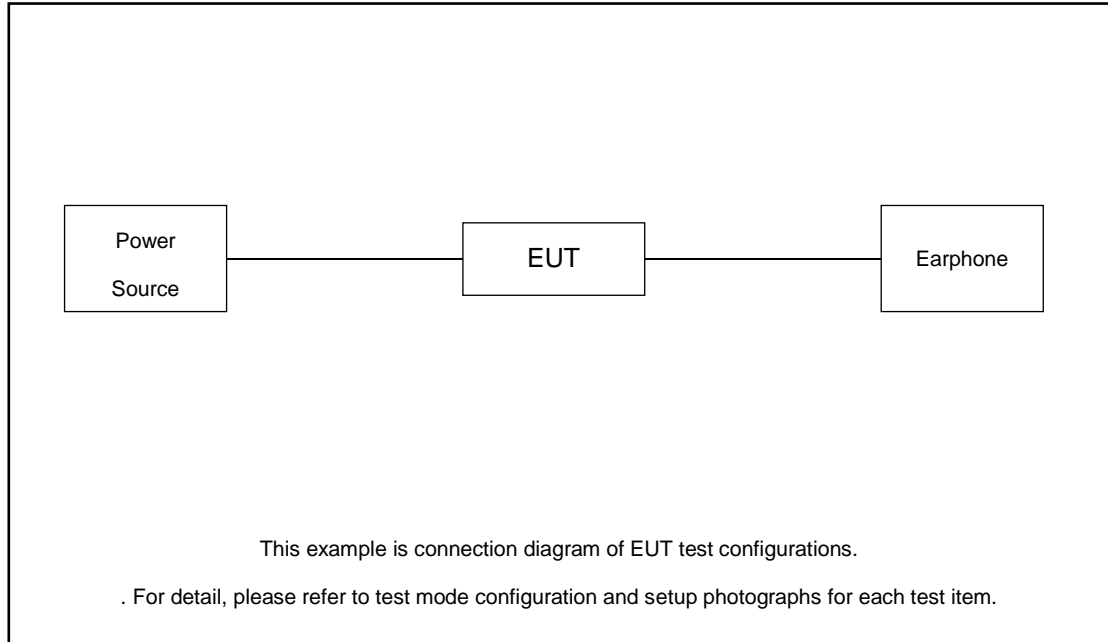 Power
Source
EUT
Earphone
This example is connection diagram of EUT test configurations.
. For detail, please refer to test mode configuration and setup photographs for each test item.